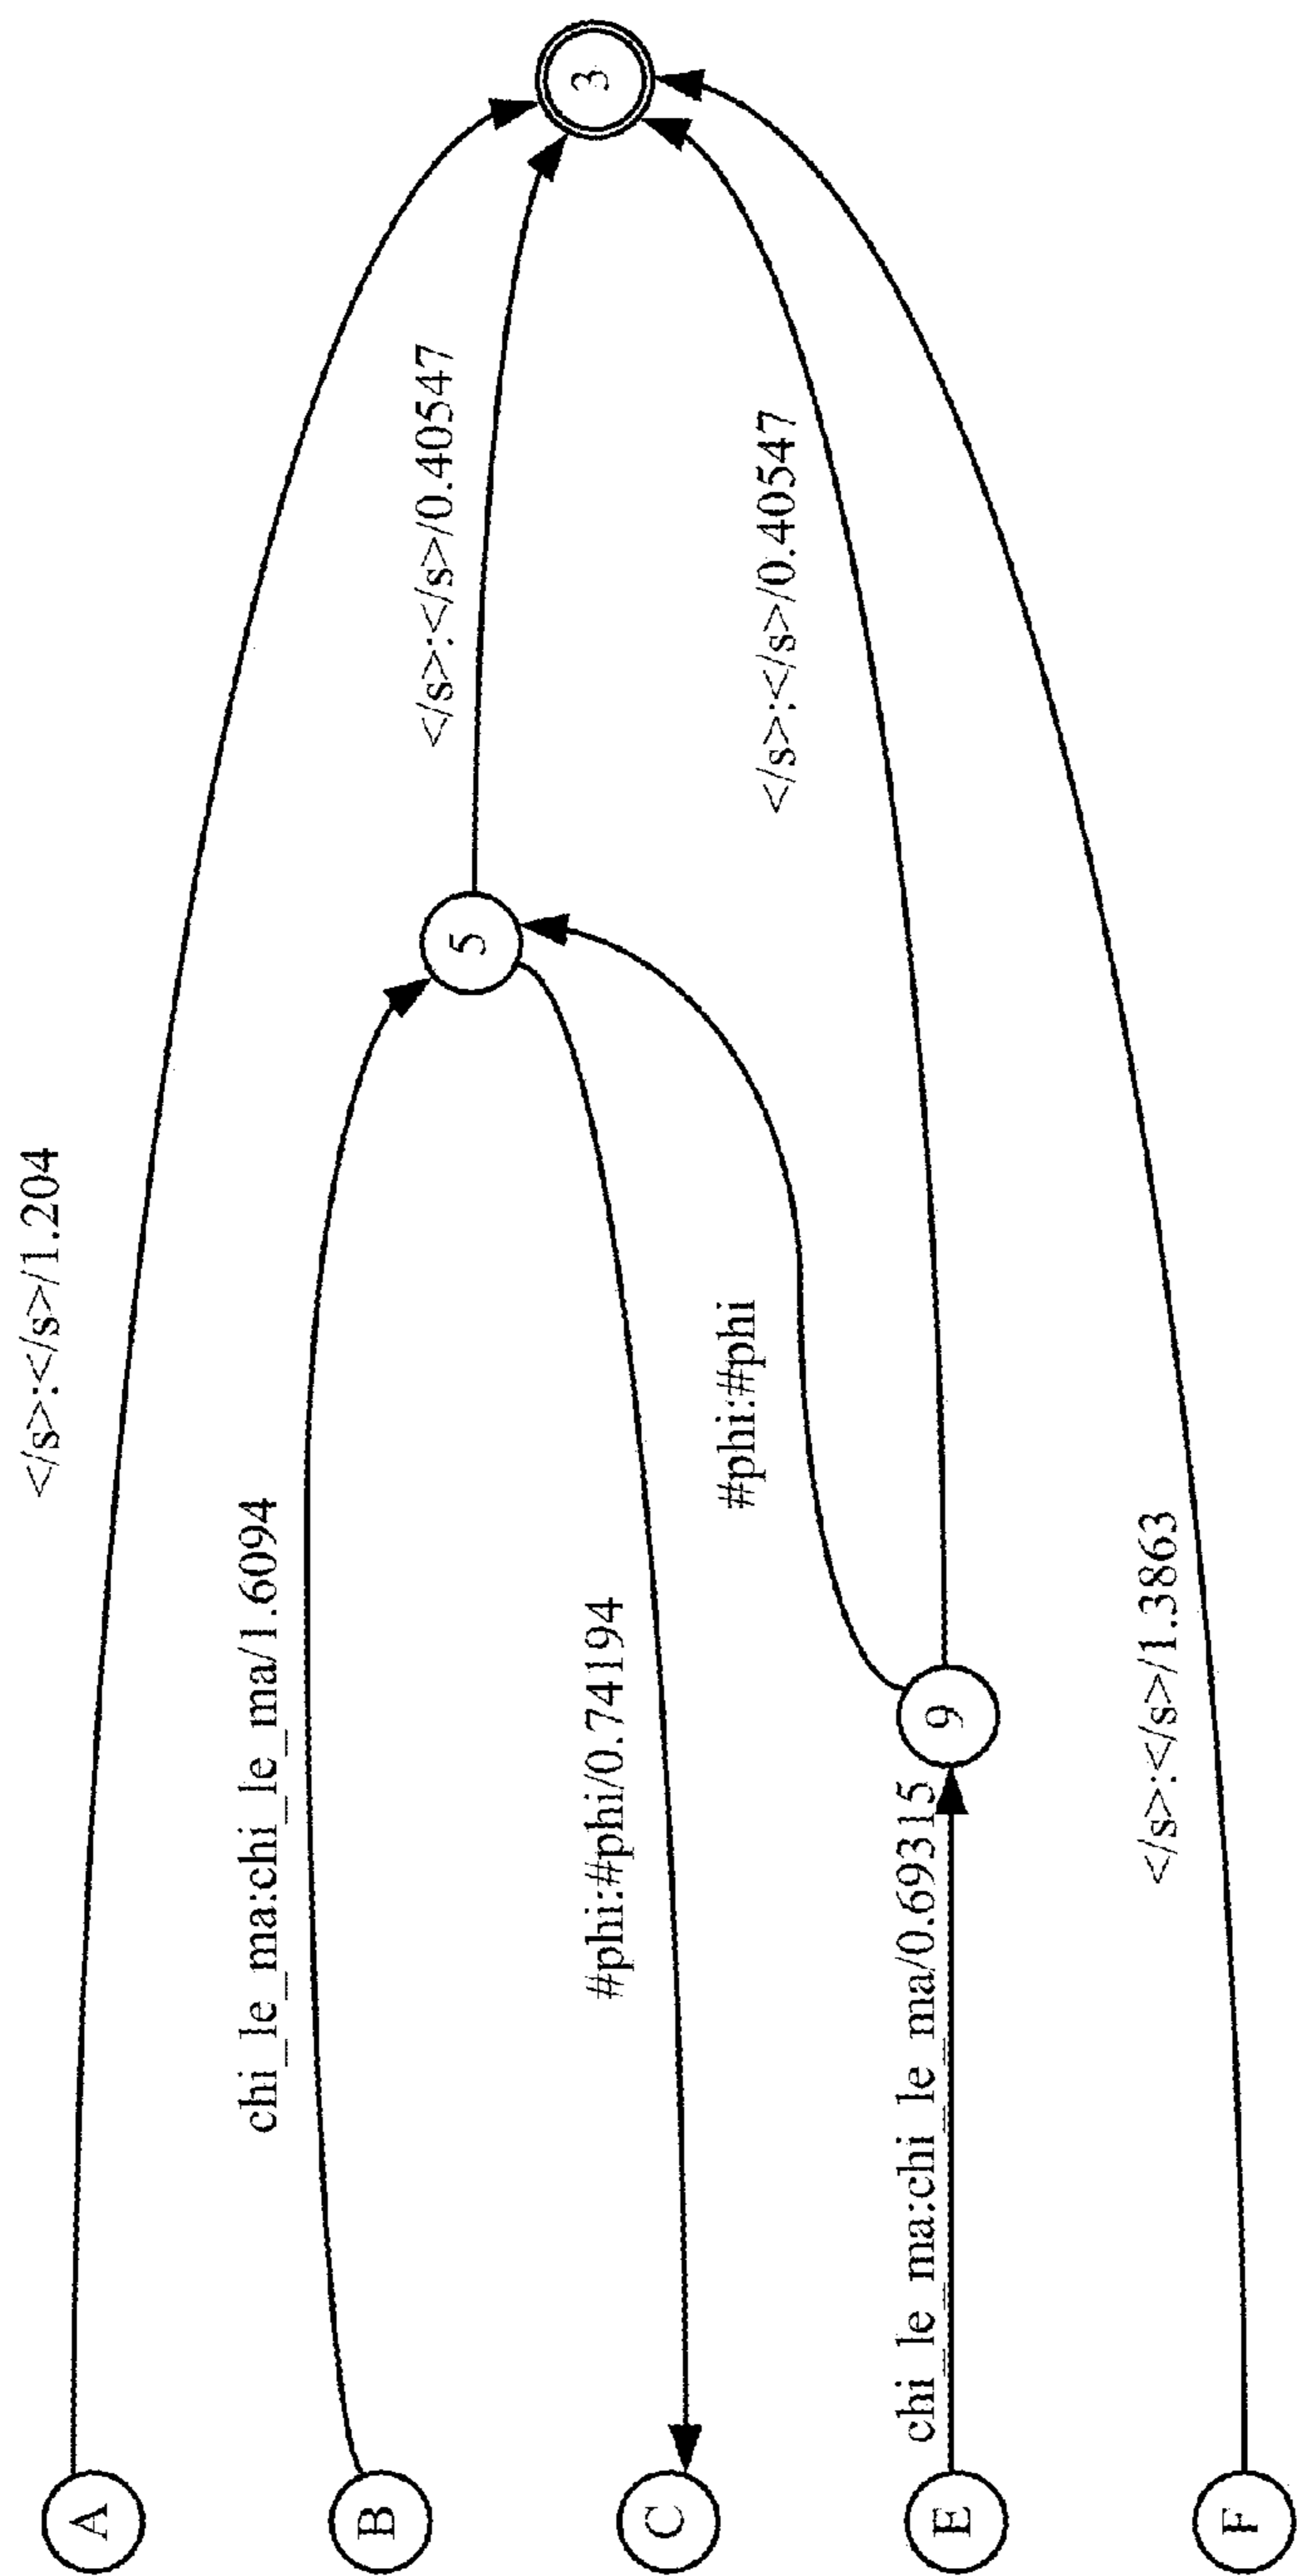 </s>:</s>/1.204
A
chi_le_ma:chi_le_ma/1.6094
B
</s>:</s>/0.40547
5
3
#phi:#phi/0.74194
C
#phi:#phi
</s>:</s>/0.40547
chi_le_ma:chi_le_ma/0.69315
E
9
</s>:</s>/1.3863
F